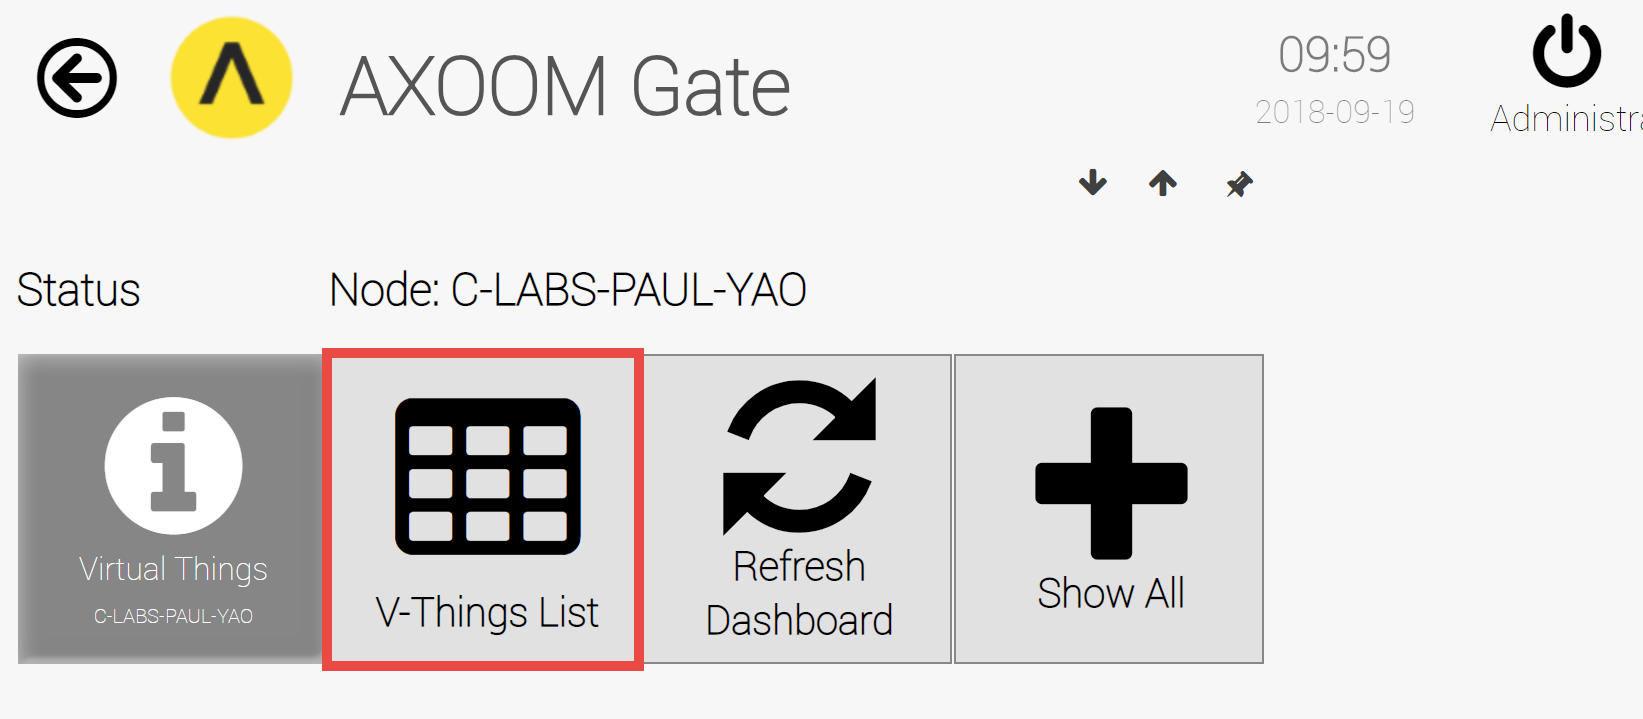 AXOOM Gate
09:59
2018-09-19
Administra
Status
Node: C-LABS-PAUL-YAO
Virtual Things
C-LABS-PAUL-YAO
V-Things List
Refresh
Dashboard
Show All